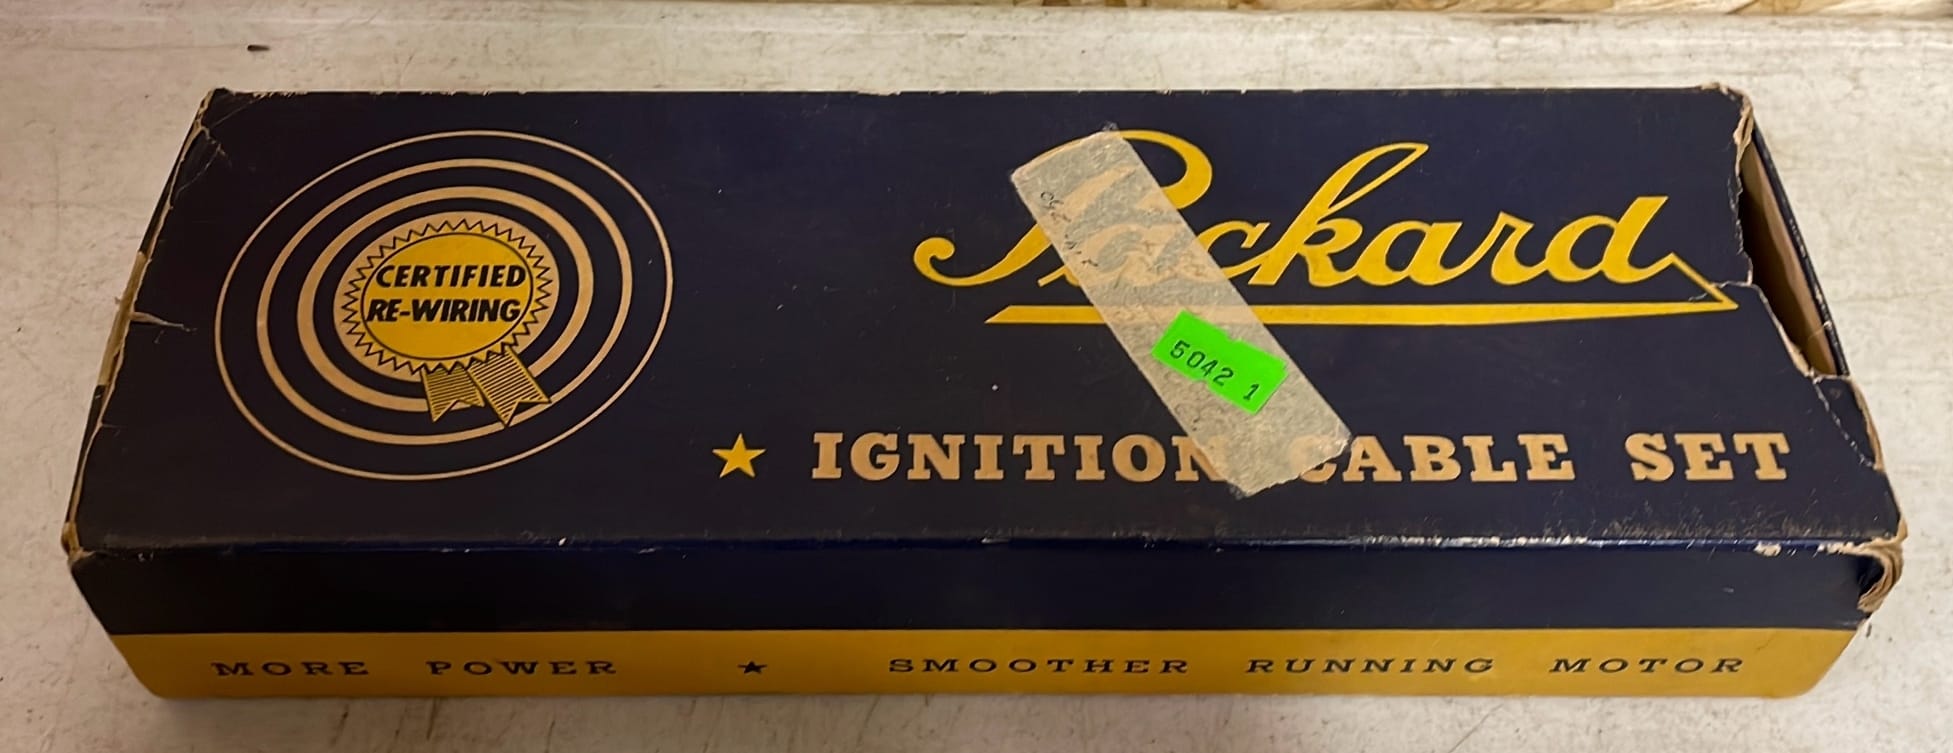 CERTIFIED
RE-WIRING
Packard
5042 1
★ IGNITION CABLE SET
MORE POWER ★ SMOOTHER RUNNING MOTOR